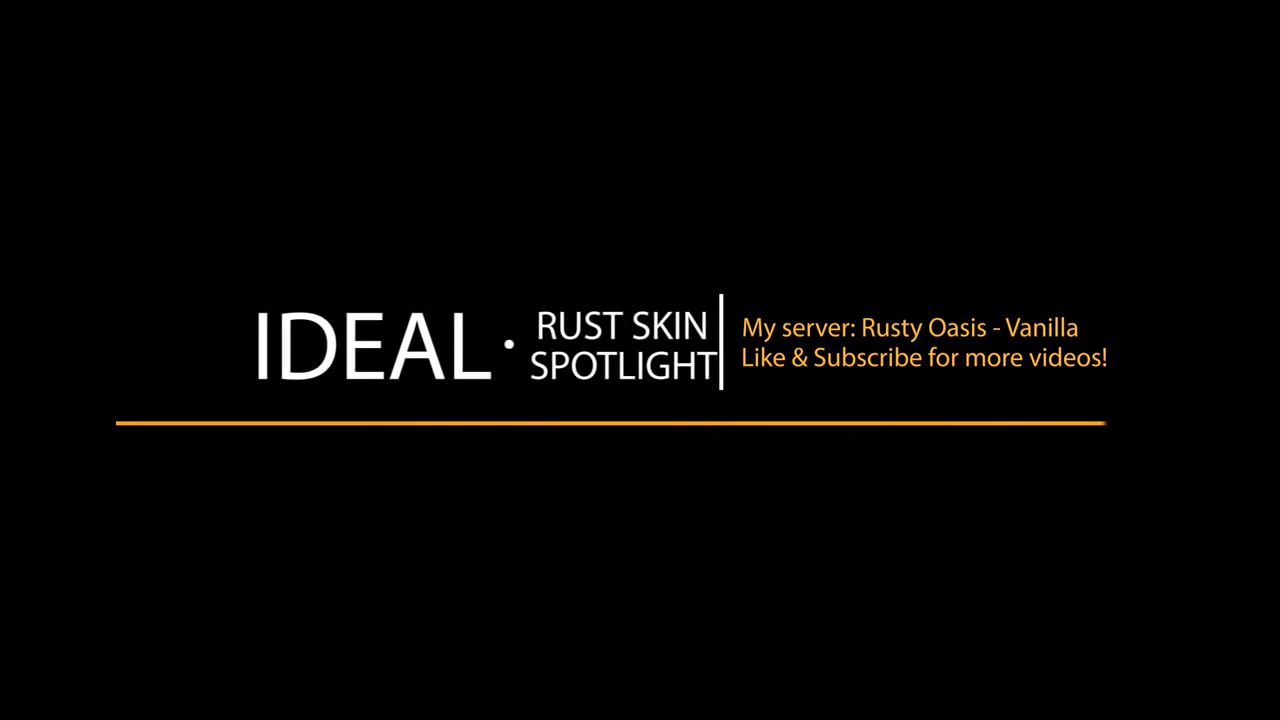 IDEAL ·
RUST SKIN
SPOTLIGHT
My server: Rusty Oasis - Vanilla
Like & Subscribe for more videos!